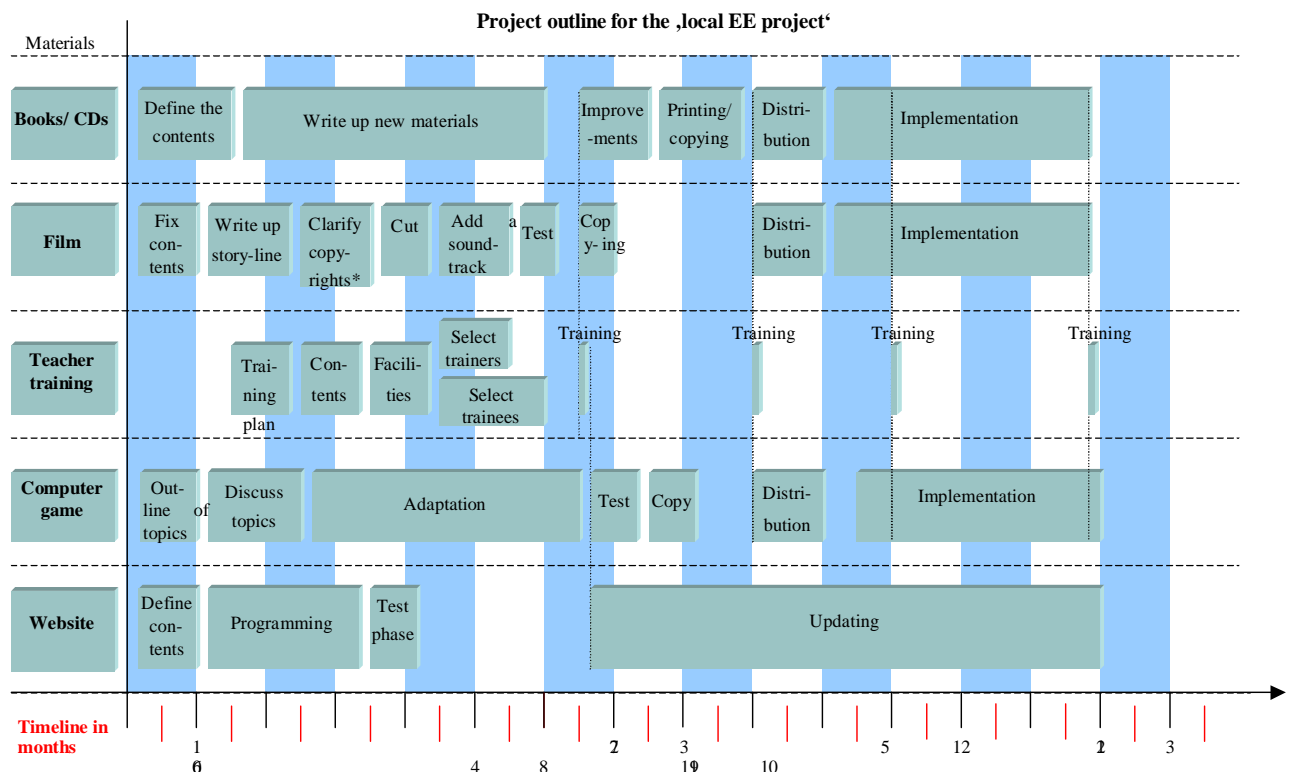 Project outline for the ‚local EE project‘
Materials
Books/ CDs
Define the
contents
Write up new materials
Improve
-ments
Printing/
copying
Distri-
bution
Implementation
Film
Fix
con-
tents
Write up
story-line
Clarify
copy-
rights*
Cut
Add a
sound-
track
Test
Cop
y- ing
Distri-
bution
Implementation
Teacher
training
Trai-
ning
plan
Con-
tents
Facili-
ties
Select
trainers
Select
trainees
Training
Training
Training
Training
Computer
game
Out-
line of
topics
Discuss
topics
Adaptation
Test
Copy
Distri-
bution
Implementation
Website
Define
con-
tents
Programming
Test
phase
Updating
Timeline in
months
1 3 5 12 3
4 8 10